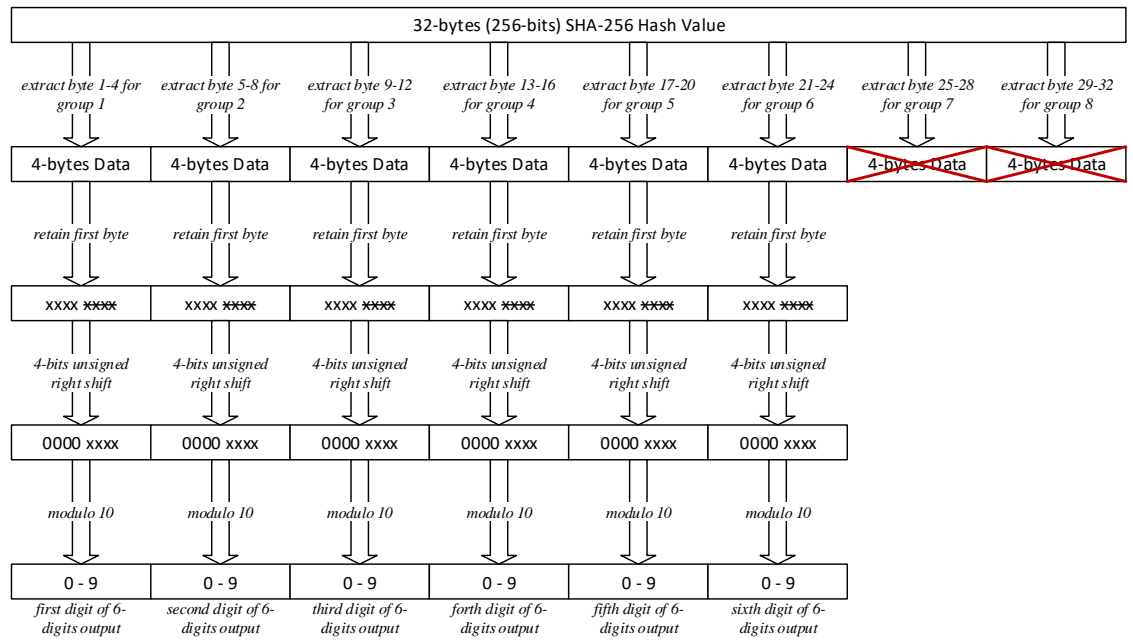 32-bytes (256-bits) SHA-256 Hash Value
extract byte 1-4 for
group 1
extract byte 5-8 for
group 2
extract byte 9-12
for group 3
extract byte 13-16
for group 4
extract byte 17-20
for group 5
extract byte 21-24
for group 6
extract byte 25-28
for group 7
extract byte 29-32
for group 8
4-bytes Data
4-bytes Data
4-bytes Data
4-bytes Data
4-bytes Data
4-bytes Data
4-bytes Data
4-bytes Data
retain first byte
retain first byte
retain first byte
retain first byte
retain first byte
retain first byte
xxxx xxxx
xxxx xxxx
xxxx xxxx
xxxx xxxx
xxxx xxxx
xxxx xxxx
4-bits unsigned
right shift
4-bits unsigned
right shift
4-bits unsigned
right shift
4-bits unsigned
right shift
4-bits unsigned
right shift
4-bits unsigned
right shift
0000 xxxx
0000 xxxx
0000 xxxx
0000 xxxx
0000 xxxx
0000 xxxx
modulo 10
modulo 10
modulo 10
modulo 10
modulo 10
modulo 10
0 - 9
0 - 9
0 - 9
0 - 9
0 - 9
0 - 9
first digit of 6-
digits output
second digit of 6-
digits output
third digit of 6-
digits output
forth digit of 6-
digits output
fifth digit of 6-
digits output
sixth digit of 6-
digits output